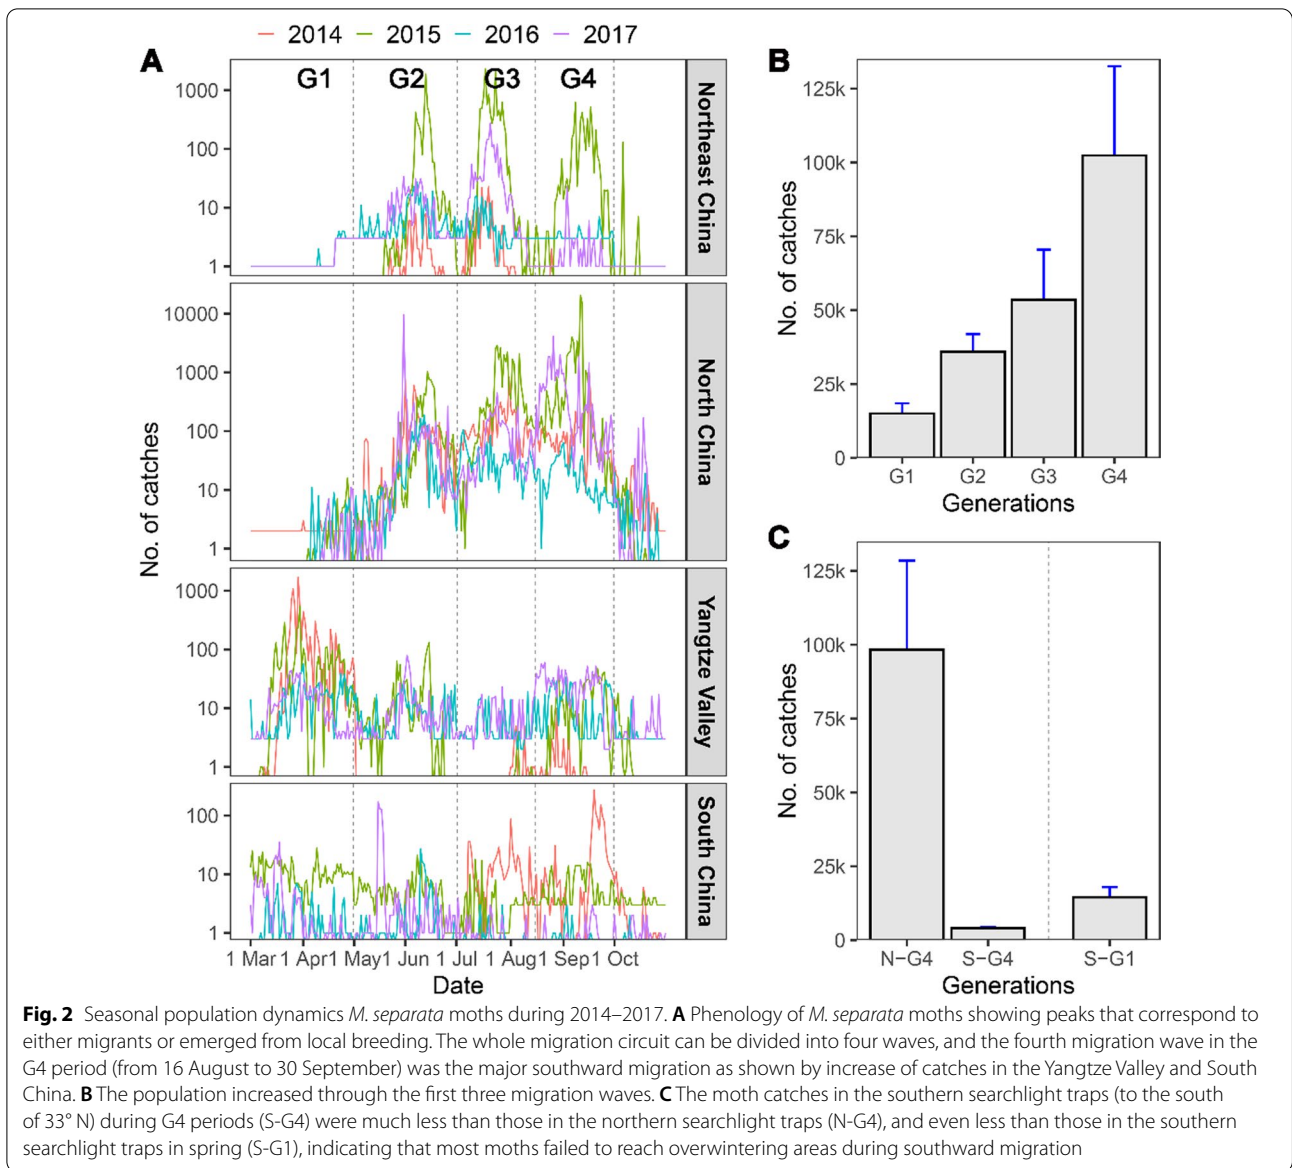 2014 2015 2016 2017
A
G1 G2 G3 G4
1000
100
10
1
Northeast China
10000
1000
100
10
1
North China
No. of catches
1000
100
10
1
Yangtze Valley
100
10
1
South China
1 Mar 1 Apr 1 May 1 Jun 1 Jul 1 Aug 1 Sep 1 Oct
Date
B
125k
100k
75k
50k
25k
0
No. of catches
G1 G2 G3 G4
Generations
C
125k
100k
75k
50k
25k
0
No. of catches
N-G4 S-G4 S-G1
Generations
Fig. 2 Seasonal population dynamics M. separata moths during 2014–2017. A Phenology of M. separata moths showing peaks that correspond to
either migrants or emerged from local breeding. The whole migration circuit can be divided into four waves, and the fourth migration wave in the
G4 period (from 16 August to 30 September) was the major southward migration as shown by increase of catches in the Yangtze Valley and South
China. B The population increased through the first three migration waves. C The moth catches in the southern searchlight traps (to the south
of 33° N) during G4 periods (S-G4) were much less than those in the northern searchlight traps (N-G4), and even less than those in the southern
searchlight traps in spring (S-G1), indicating that most moths failed to reach overwintering areas during southward migration